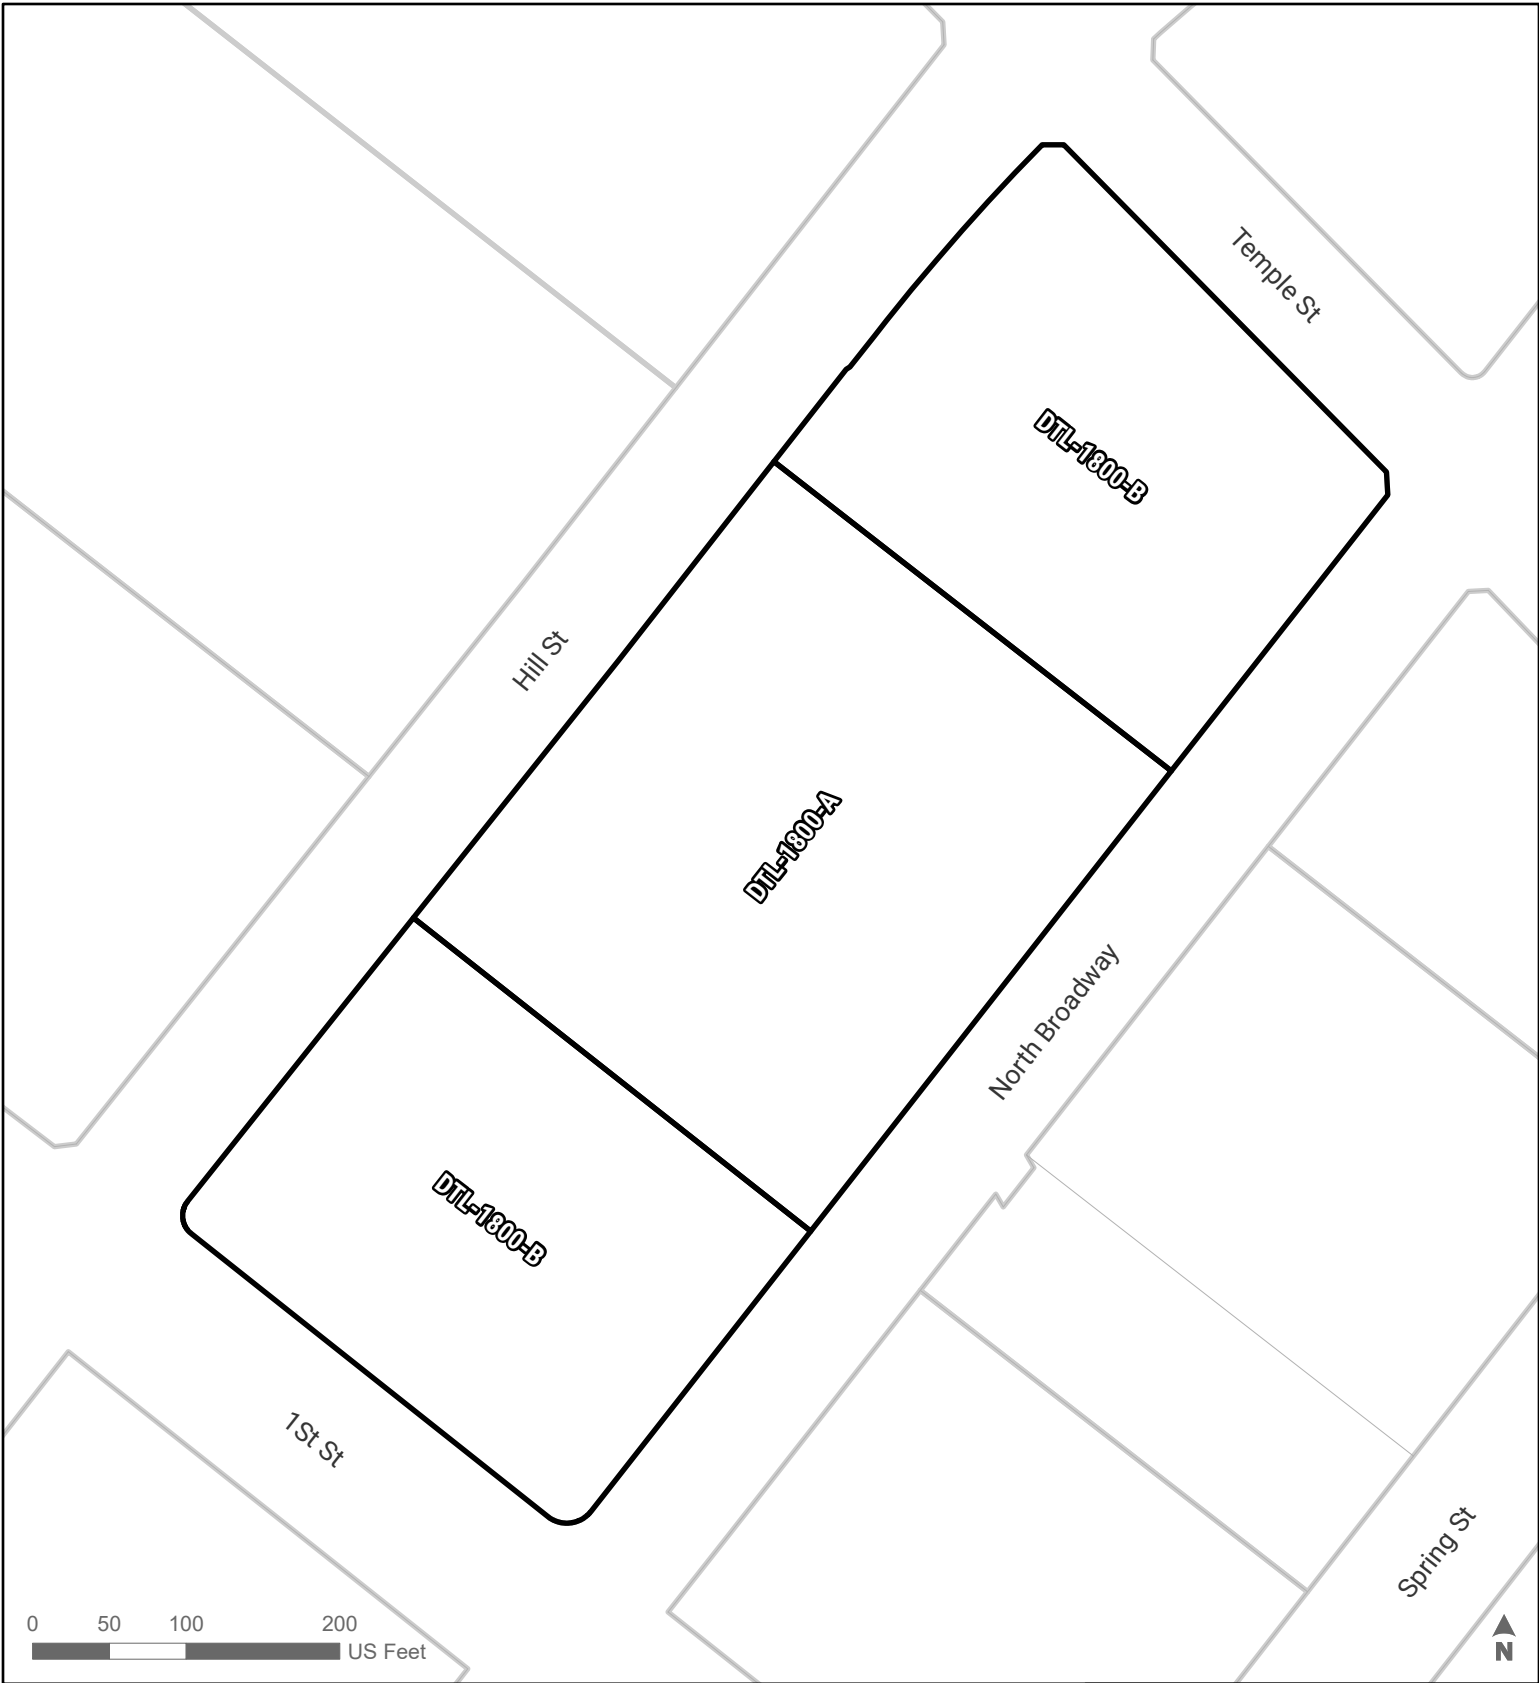 Temple St
DTL-1800-B
Hill St
DTL-1800-A
North Broadway
DTL-1800-B
1St St
Spring St
0 50 100 200
US Feet
N